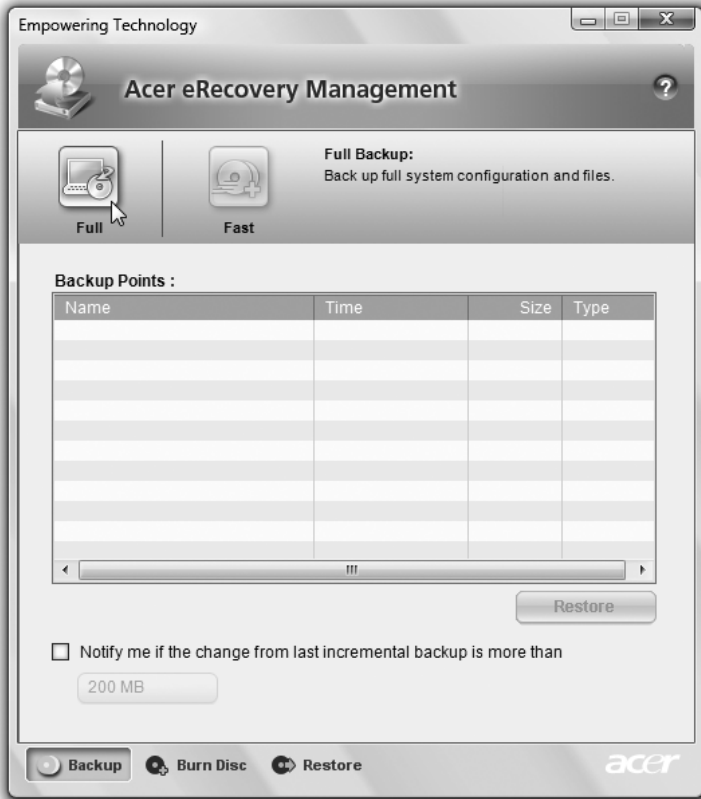 Empowering Technology
Acer eRecovery Management
?
Full
Fast
Full Backup:
Back up full system configuration and files.
Backup Points :
Name Time Size Type
Restore
Notify me if the change from last incremental backup is more than
200 MB
Backup Burn Disc Restore acer